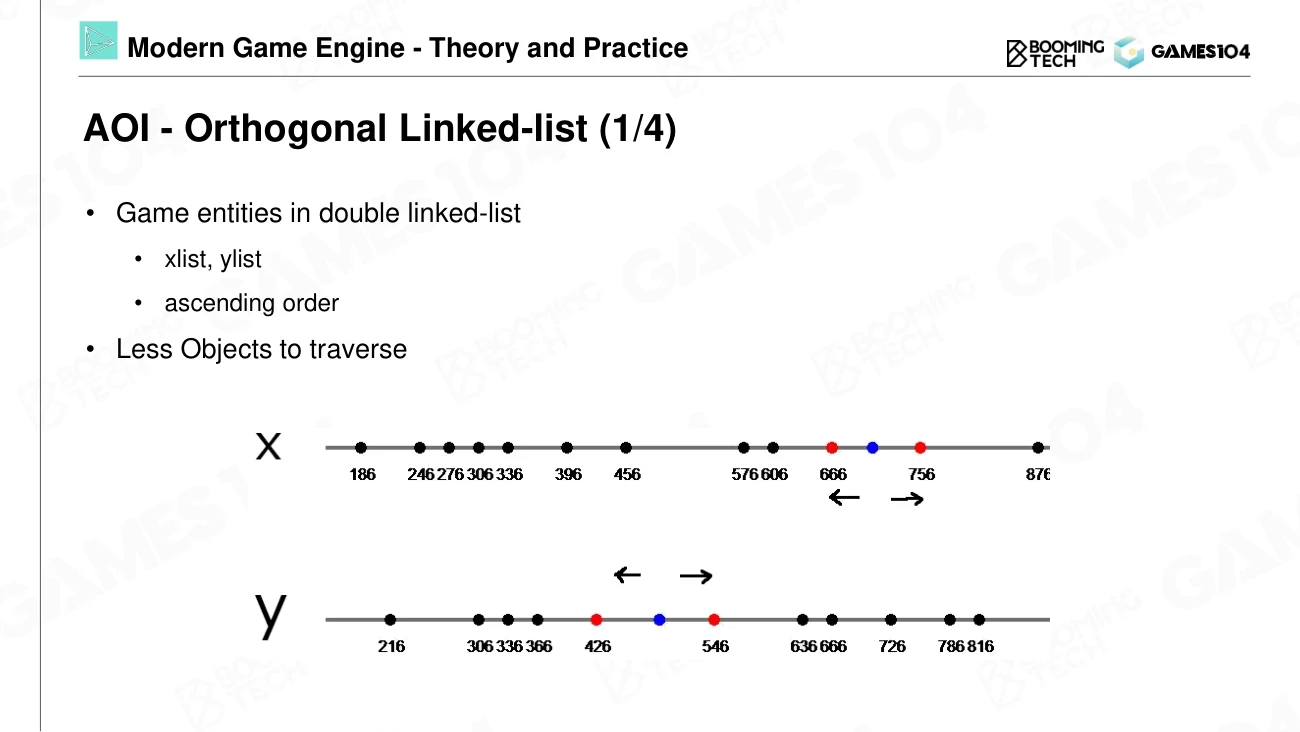 Modern Game Engine - Theory and Practice
BOOMING
TECH
GAMES104
AOI - Orthogonal Linked-list (1/4)
• Game entities in double linked-list
• xlist, ylist
• ascending order
• Less Objects to traverse
x
186 246 276 306 336 396 456 576 606 666 756 876
y
216 306 336 366 426 546 636 666 726 786 816